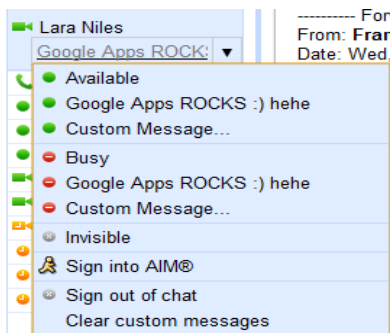 Lara Niles
Google Apps ROCKS:
Available
Google Apps ROCKS :) hehe
Custom Message...
Busy
Google Apps ROCKS :) hehe
Custom Message...
Invisible
Sign into AIM®
Sign out of chat
Clear custom messages
---------- For
From: Fran
Date: Wed,